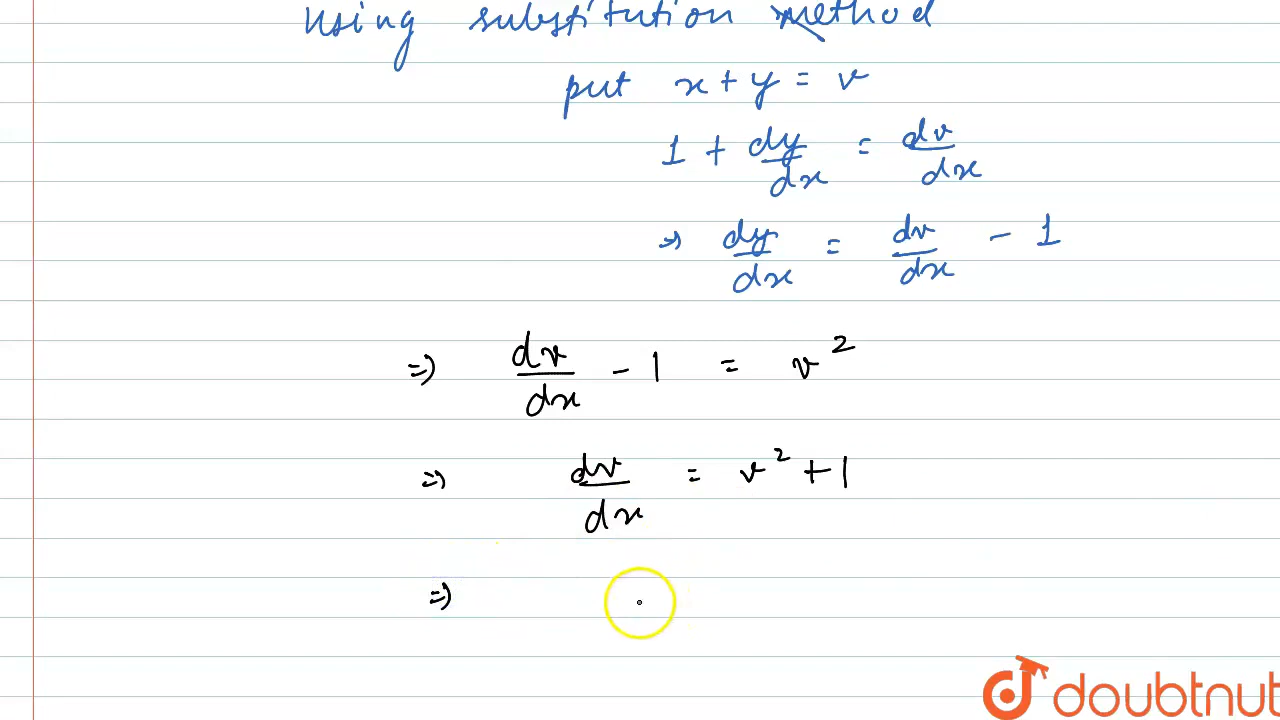 Using substitution method
put x + y = v
1 + dy/dx = dv/dx
⇒ dy/dx = dv/dx - 1
⇒ dv/dx - 1 = v²
⇒ dv/dx = v² + 1
⇒
doubtnut